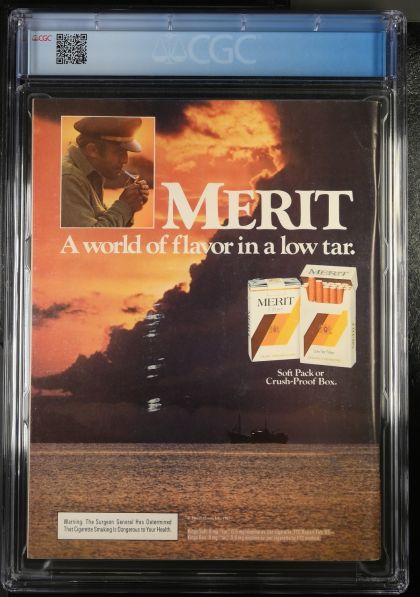 CGC
CGC
MERIT
A world of flavor in a low tar.
MERIT
MERIT
Filter
Soft Pack or
Crush-Proof Box.
Warning: The Surgeon General Has Determined
That Cigarette Smoking Is Dangerous to Your Health.